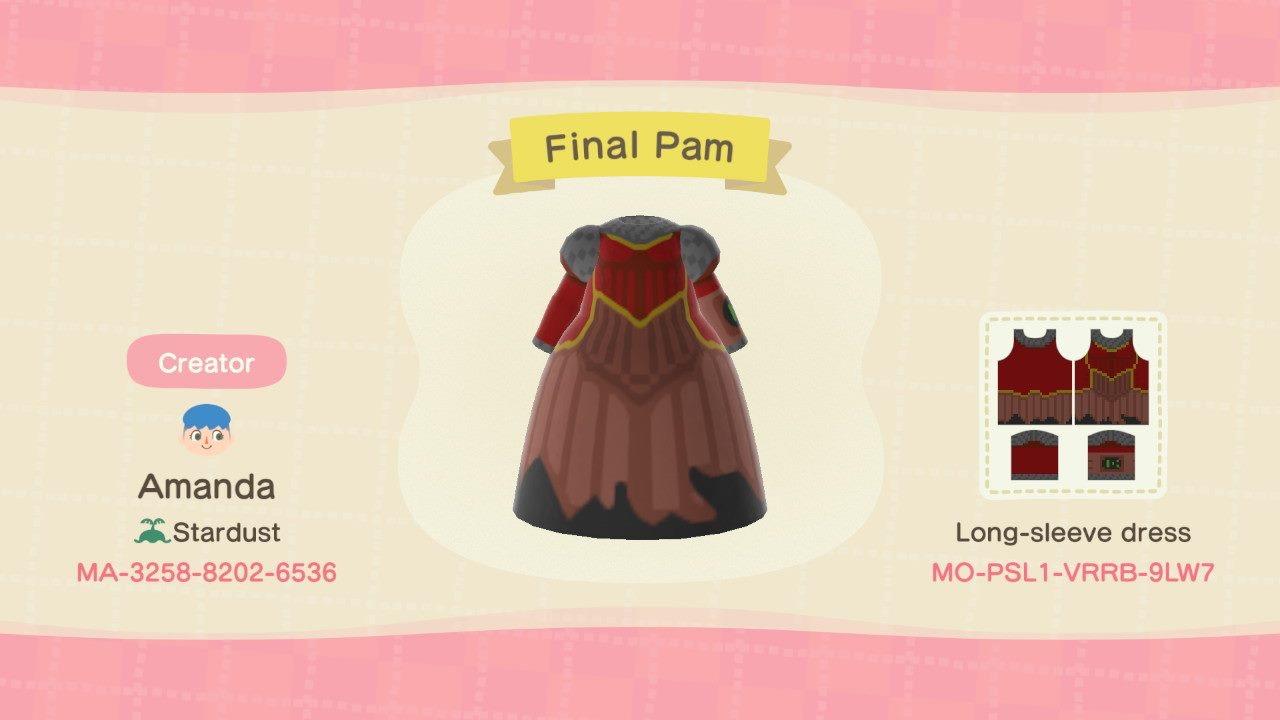 Final Pam
Creator
Amanda
Stardust
MA-3258-8202-6536
Long-sleeve dress
MO-PSL1-VRRB-9LW7